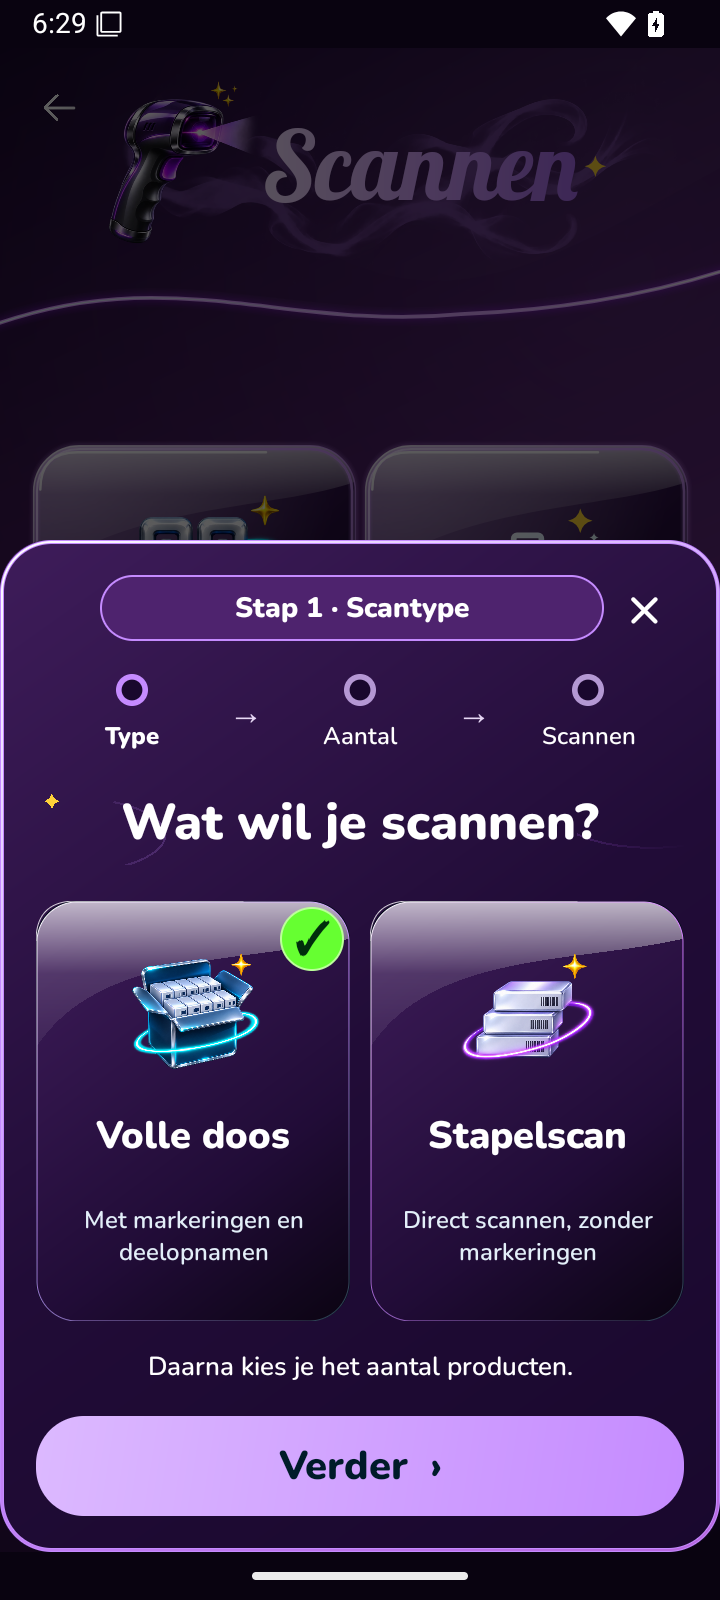 6:29
Scannen
Stap 1 · Scantype
Type → Aantal → Scannen
Wat wil je scannen?
Volle doos
Met markeringen en
deelopnamen
Stapelscan
Direct scannen, zonder
markeringen
Daarna kies je het aantal producten.
Verder ›